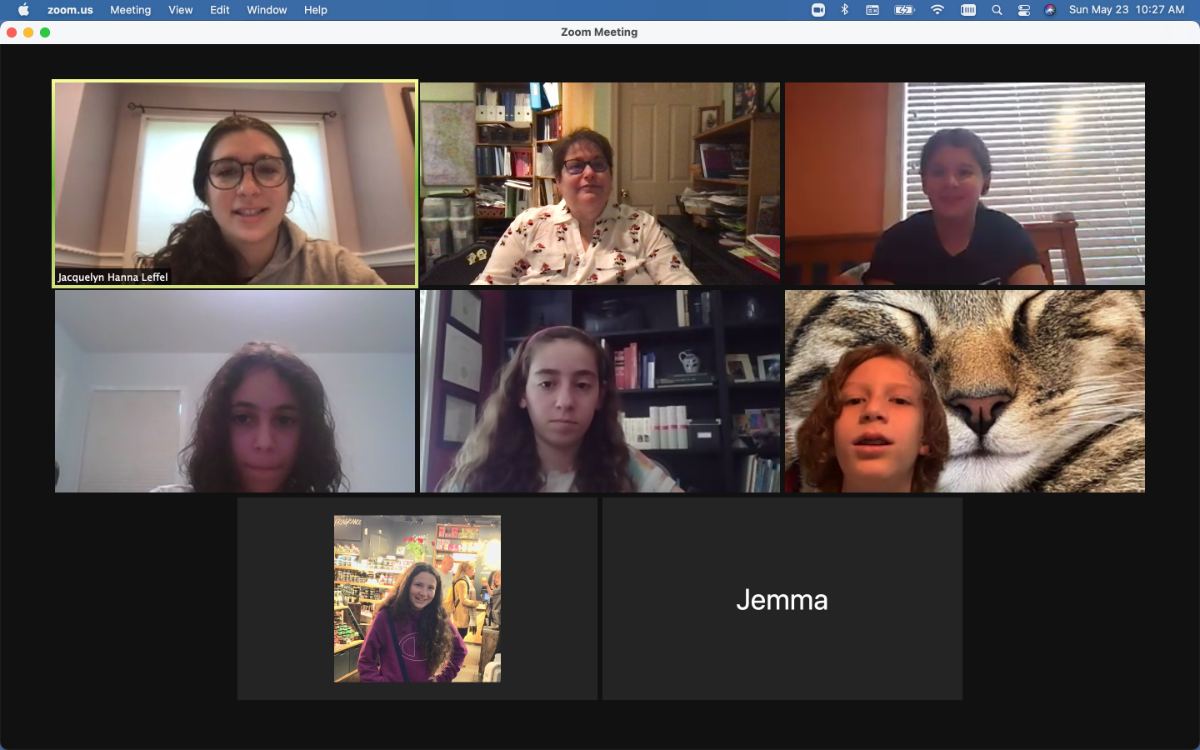 zoom.us Meeting View Edit Window Help Sun May 23 10:27 AM
Zoom Meeting
Jacquelyn Hanna Leffel
Jemma